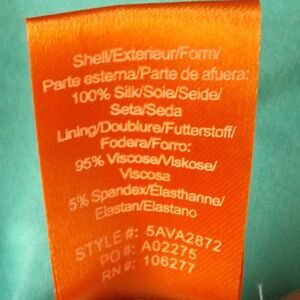 Shell/Exterieur/Form/
Parte esterna/Parte de afuera:
100% Silk/Soie/Seide/
Seta/Seda
Lining/Doublure/Futterstoff/
Fodera/Forro:
95% Viscose/Viskose/
Viscosa
5% Spandex/Élasthanne/
Elastan/Elastano
STYLE#: 5AVA2872
PO#: A02275
RN#: 106277